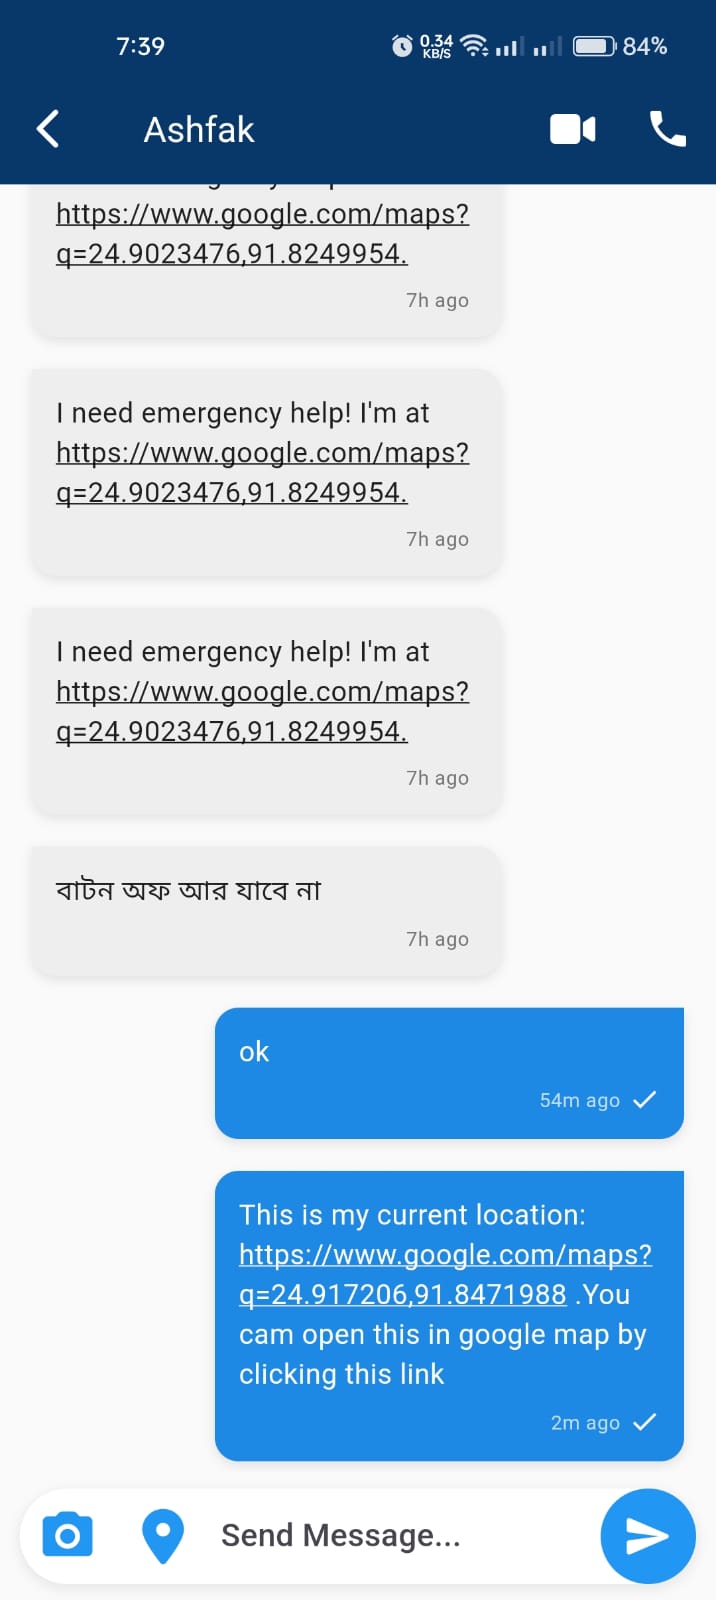 7:39
0.34
KB/S
84%
Ashfak
https://www.google.com/maps?
q=24.9023476,91.8249954.
7h ago
I need emergency help! I'm at
https://www.google.com/maps?
q=24.9023476,91.8249954.
7h ago
I need emergency help! I'm at
https://www.google.com/maps?
q=24.9023476,91.8249954.
7h ago
বাটন অফ আর যাবে না
7h ago
ok
54m ago
This is my current location:
https://www.google.com/maps?
q=24.917206,91.8471988 .You
cam open this in google map by
clicking this link
2m ago
Send Message...